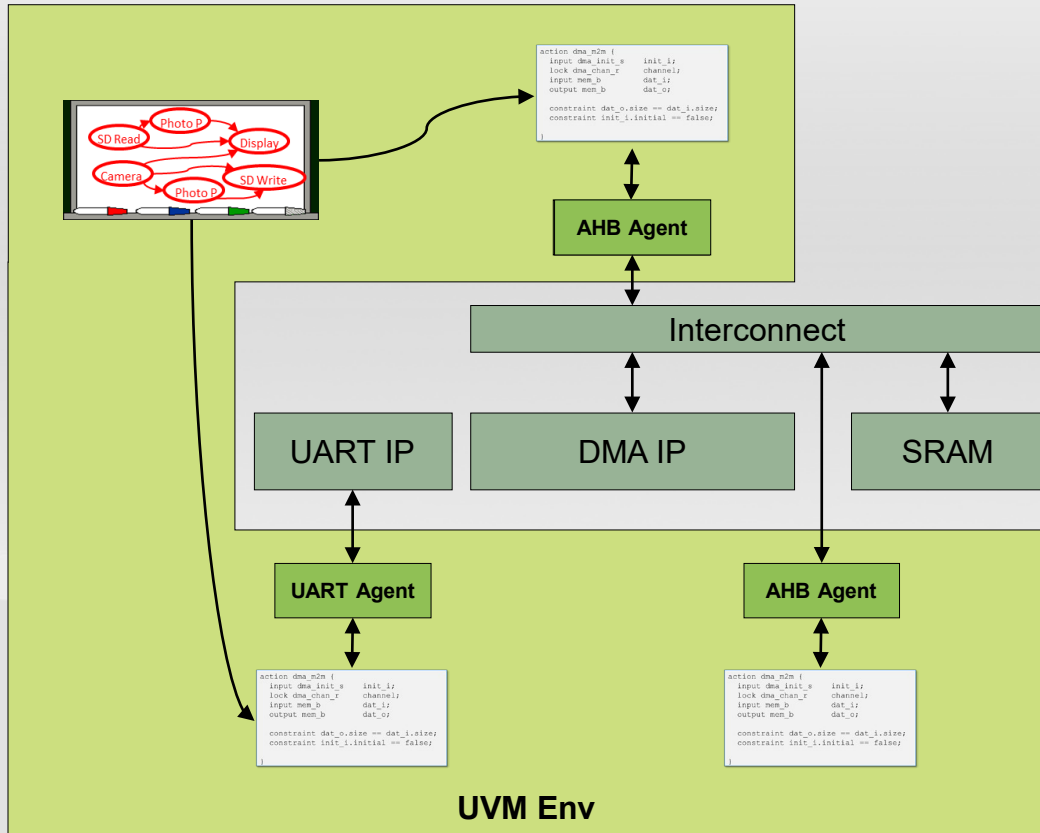 action dma_m2m {
input dma_init_s init_i;
lock dma_chan_r channel;
input mem_b dat_i;
output mem_b dat_o;
constraint dat_o.size == dat_i.size;
constraint init_i.initial == false;
}
Photo P
SD Read
Display
Camera
SD Write
Photo P
AHB Agent
Interconnect
UART IP
DMA IP
SRAM
UART Agent
AHB Agent
action dma_m2m {
input dma_init_s init_i;
lock dma_chan_r channel;
input mem_b dat_i;
output mem_b dat_o;
constraint dat_o.size == dat_i.size;
constraint init_i.initial == false;
}
action dma_m2m {
input dma_init_s init_i;
lock dma_chan_r channel;
input mem_b dat_i;
output mem_b dat_o;
constraint dat_o.size == dat_i.size;
constraint init_i.initial == false;
}
UVM Env